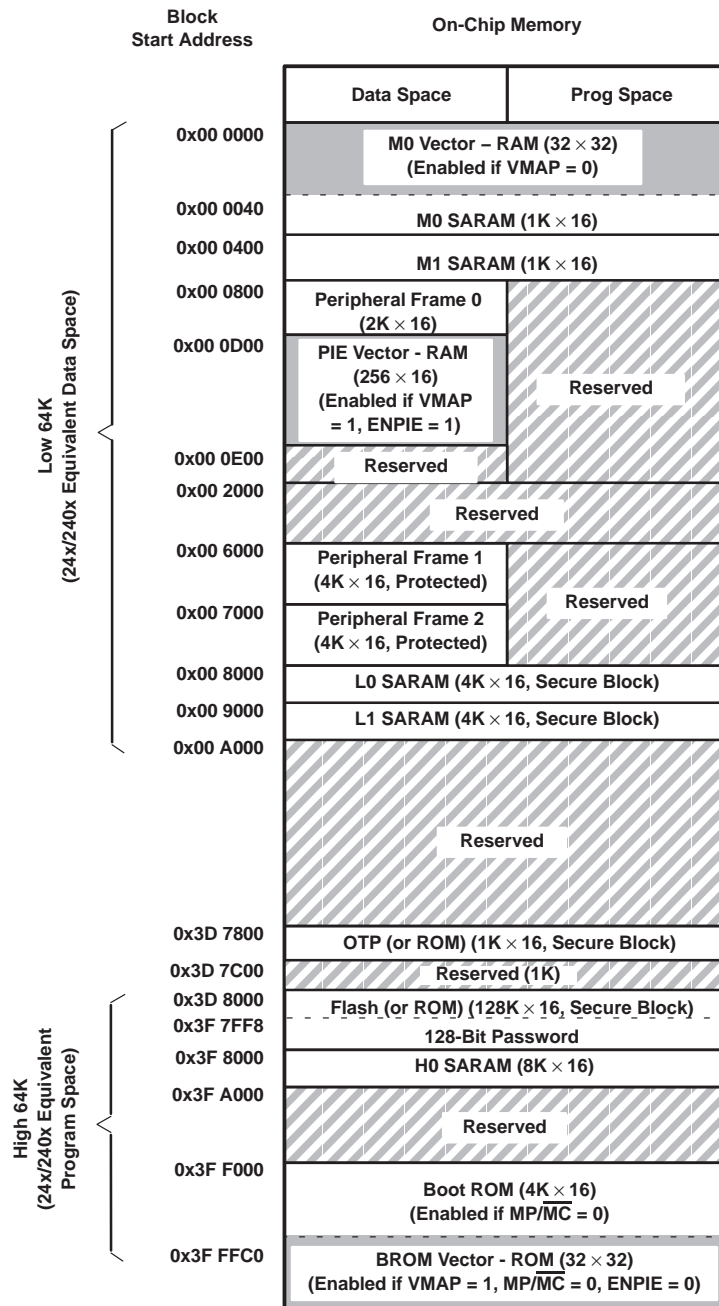 Block
Start Address
On-Chip Memory
Data Space
Prog Space
0x00 0000
M0 Vector – RAM (32 × 32)
(Enabled if VMAP = 0)
0x00 0040
M0 SARAM (1K × 16)
0x00 0400
M1 SARAM (1K × 16)
0x00 0800
Peripheral Frame 0
(2K × 16)
0x00 0D00
PIE Vector - RAM
(256 × 16)
(Enabled if VMAP
= 1, ENPIE = 1)
Reserved
0x00 0E00
Reserved
0x00 2000
Reserved
Low 64K
(24x/240x Equivalent Data Space)
0x00 6000
Peripheral Frame 1
(4K × 16, Protected)
Reserved
0x00 7000
Peripheral Frame 2
(4K × 16, Protected)
0x00 8000
L0 SARAM (4K × 16, Secure Block)
0x00 9000
L1 SARAM (4K × 16, Secure Block)
0x00 A000
Reserved
0x3D 7800
OTP (or ROM) (1K × 16, Secure Block)
0x3D 7C00
Reserved (1K)
0x3D 8000
Flash (or ROM) (128K × 16, Secure Block)
0x3F 7FF8
128-Bit Password
0x3F 8000
H0 SARAM (8K × 16)
0x3F A000
Reserved
High 64K
(24x/240x Equivalent
Program Space)
0x3F F000
Boot ROM (4K × 16)
(Enabled if MP/M̅C̅ = 0)
0x3F FFC0
BROM Vector - ROM (32 × 32)
(Enabled if VMAP = 1, MP/M̅C̅ = 0, ENPIE = 0)